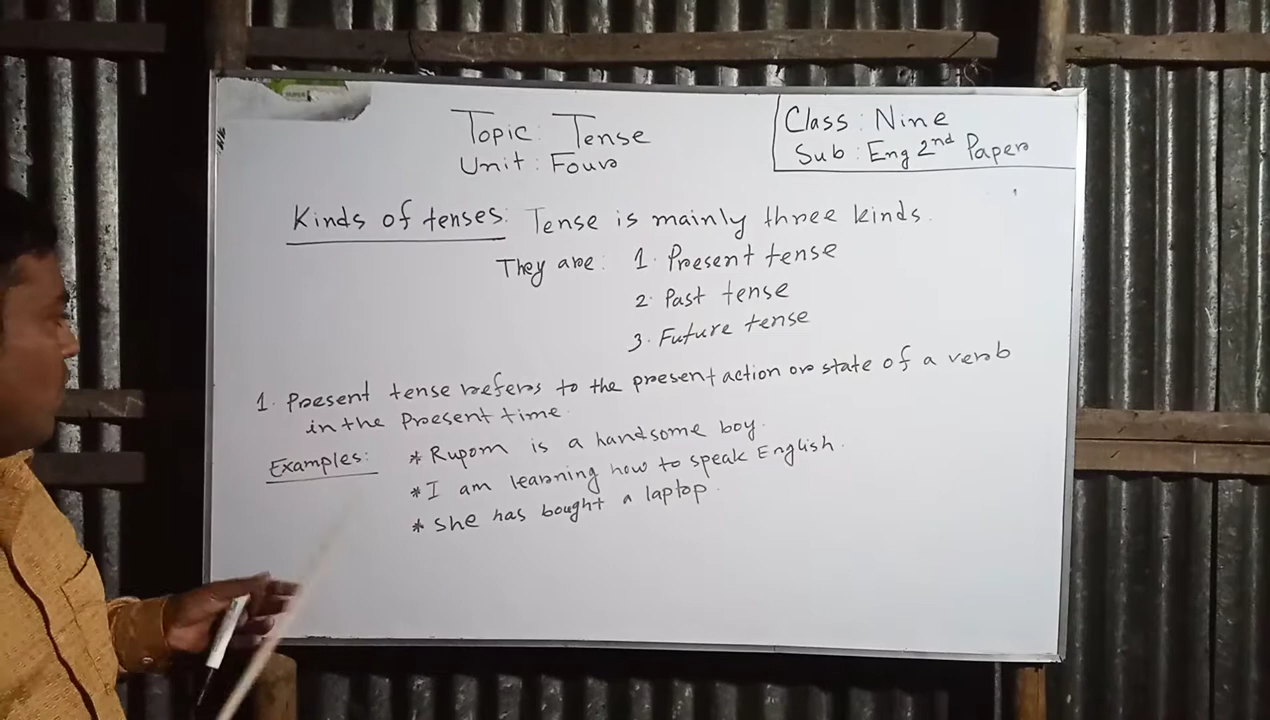 Topic: Tense
Unit: Four
Class: Nine
Sub: Eng 2nd Paper
Kinds of tenses: Tense is mainly three kinds.
They are: 1. Present tense
2. Past tense
3. Future tense
1. Present tense refers to the present action or state of a verb
in the Present time.
Examples: * Rupom is a handsome boy.
* I am learning how to speak English.
* She has bought a laptop.